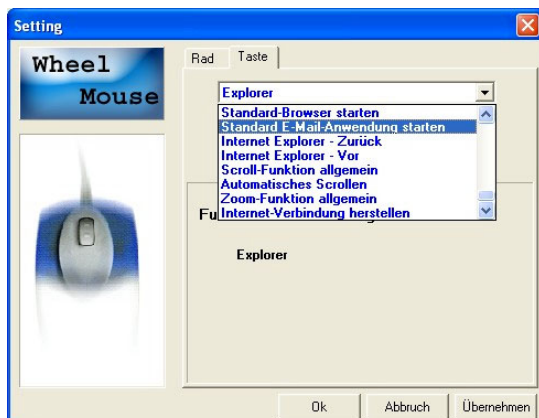 Setting
Wheel
Mouse
Rad
Taste
Explorer
Standard-Browser starten
Standard E-Mail-Anwendung starten
Internet Explorer - Zurück
Internet Explorer - Vor
Scroll-Funktion allgemein
Automatisches Scrollen
Zoom-Funktion allgemein
Internet-Verbindung herstellen
Fu
Explorer
Ok
Abbruch
Übernehmen